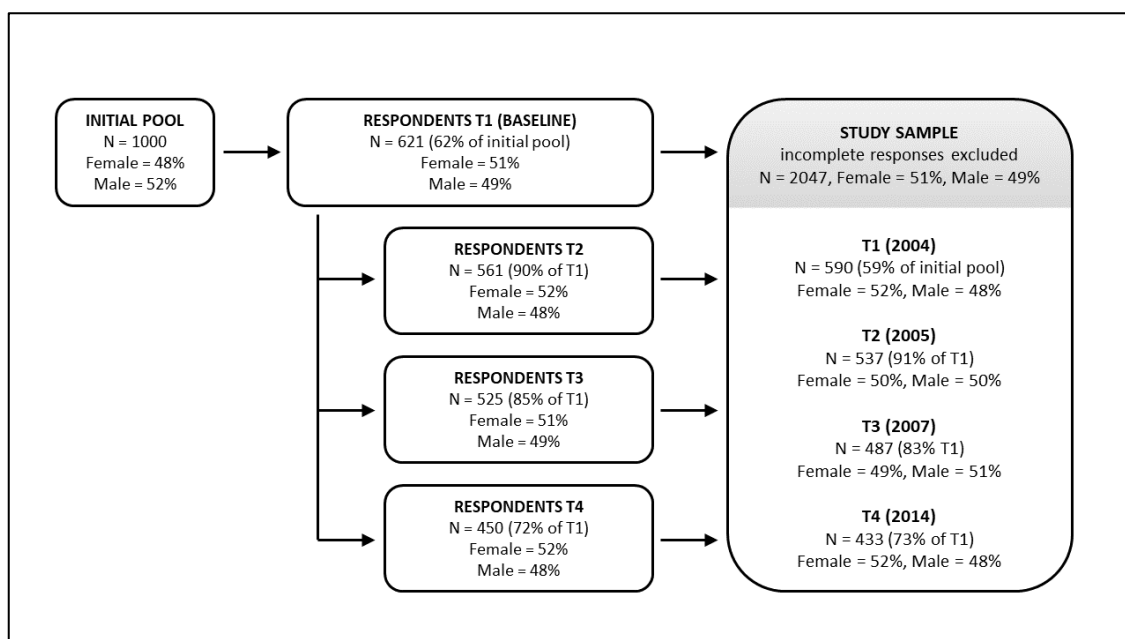 INITIAL POOL
N = 1000
Female = 48%
Male = 52%
RESPONDENTS T1 (BASELINE)
N = 621 (62% of initial pool)
Female = 51%
Male = 49%
RESPONDENTS T2
N = 561 (90% of T1)
Female = 52%
Male = 48%
RESPONDENTS T3
N = 525 (85% of T1)
Female = 51%
Male = 49%
RESPONDENTS T4
N = 450 (72% of T1)
Female = 52%
Male = 48%
STUDY SAMPLE
incomplete responses excluded
N = 2047, Female = 51%, Male = 49%
T1 (2004)
N = 590 (59% of initial pool)
Female = 52%, Male = 48%
T2 (2005)
N = 537 (91% of T1)
Female = 50%, Male = 50%
T3 (2007)
N = 487 (83% T1)
Female = 49%, Male = 51%
T4 (2014)
N = 433 (73% of T1)
Female = 52%, Male = 48%